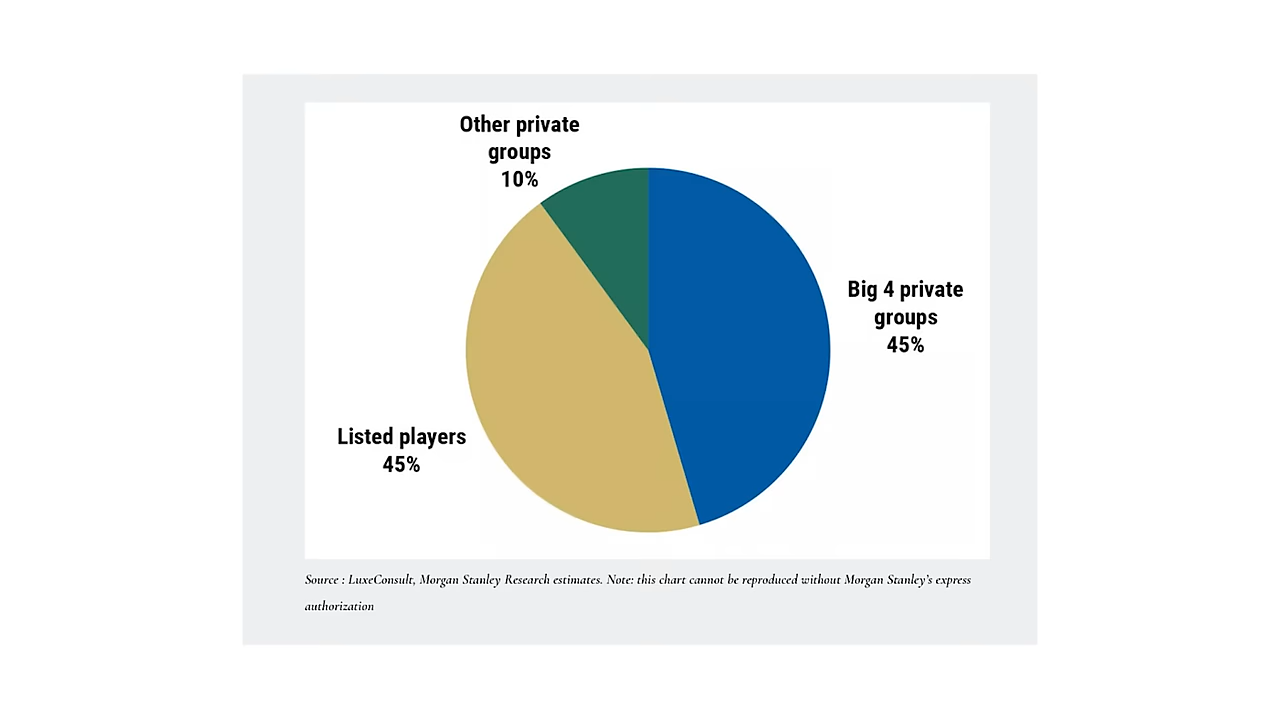 Other private
groups
10%
Big 4 private
groups
45%
Listed players
45%
Source : LuxeConsult, Morgan Stanley Research estimates. Note: this chart cannot be reproduced without Morgan Stanley's express
authorization